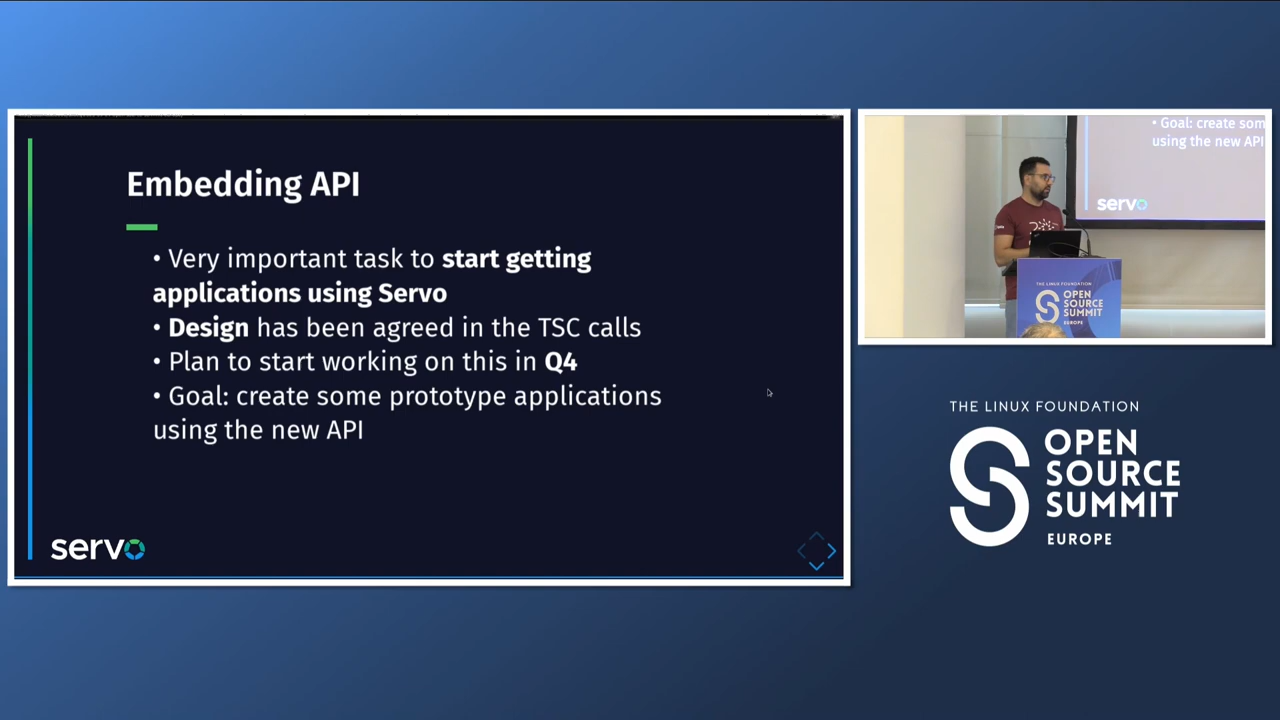 Embedding API
• Very important task to start getting
applications using Servo
• Design has been agreed in the TSC calls
• Plan to start working on this in Q4
• Goal: create some prototype applications
using the new API
servo
• Goal: create som
using the new API
servo
THE LINUX FOUNDATION
OPEN
SOURCE
SUMMIT
EUROPE
THE LINUX FOUNDATION
OPEN
SOURCE
SUMMIT
EUROPE